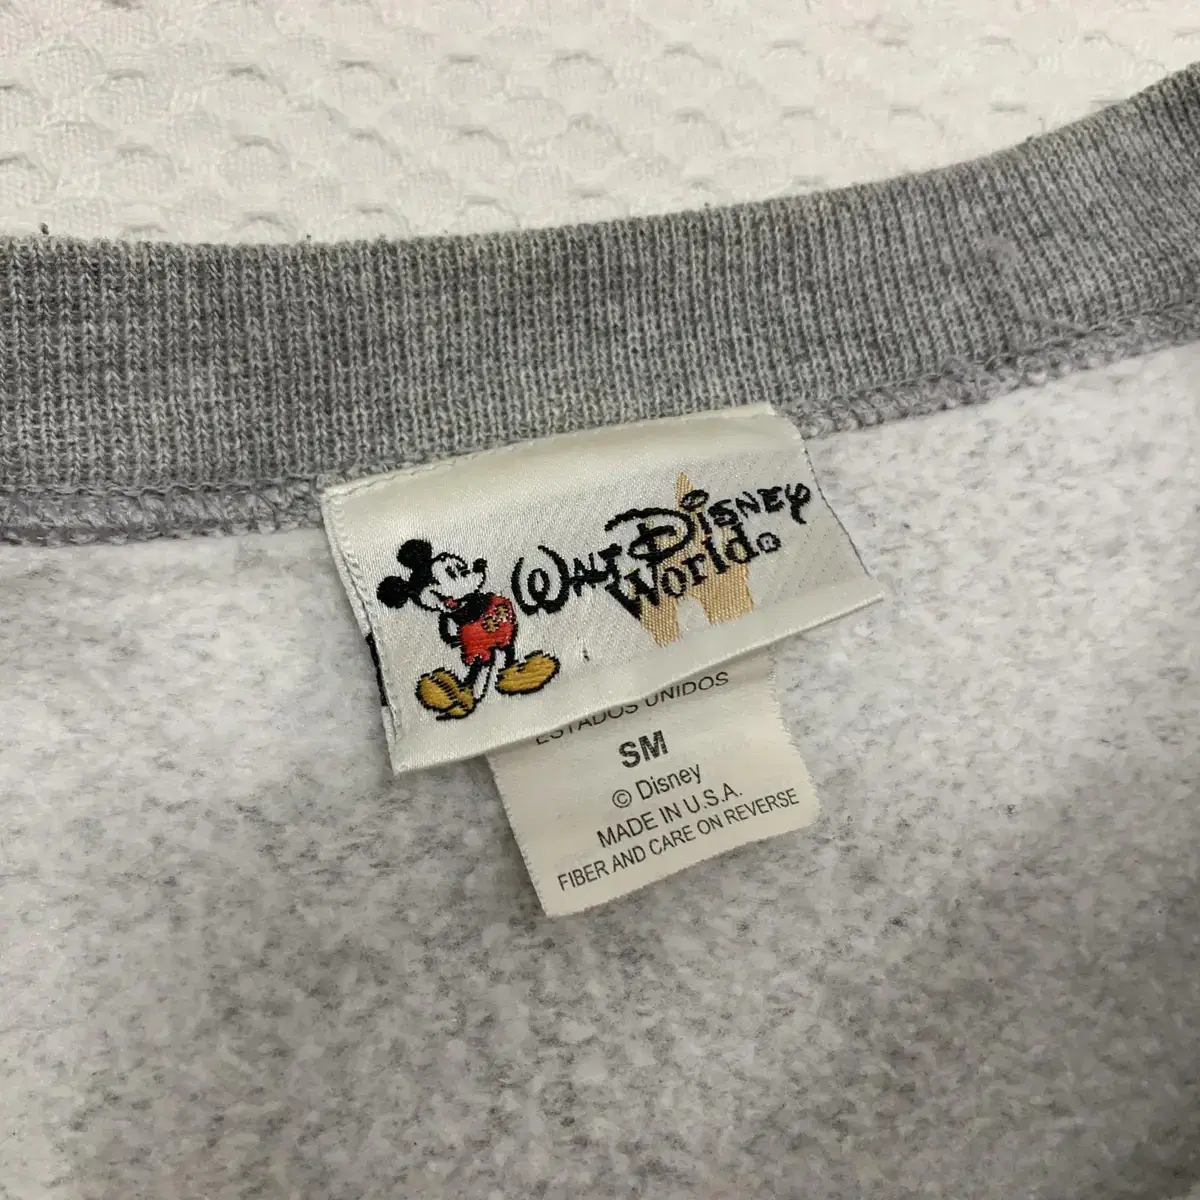 WALT DISNEY
World®
ESTADOS UNIDOS
SM
© Disney
MADE IN U.S.A.
FIBER AND CARE ON REVERSE